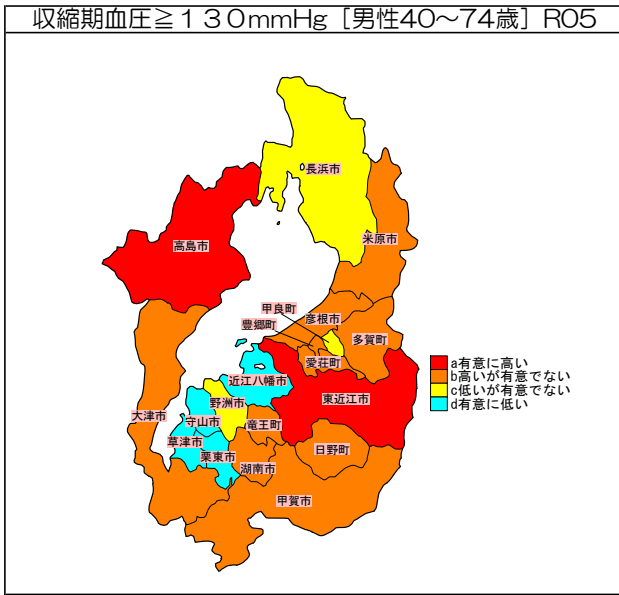 収縮期血圧≧１３０mmHg [男性40～74歳] R05
長浜市
米原市
高島市
甲良町
彦根市
豊郷町
多賀町
愛荘町
a有意に高い
b高いが有意でない
c低いが有意でない
d有意に低い
近江八幡市
東近江市
野洲市
大津市
守山市
竜王町
草津市
日野町
栗東市
湖南市
甲賀市